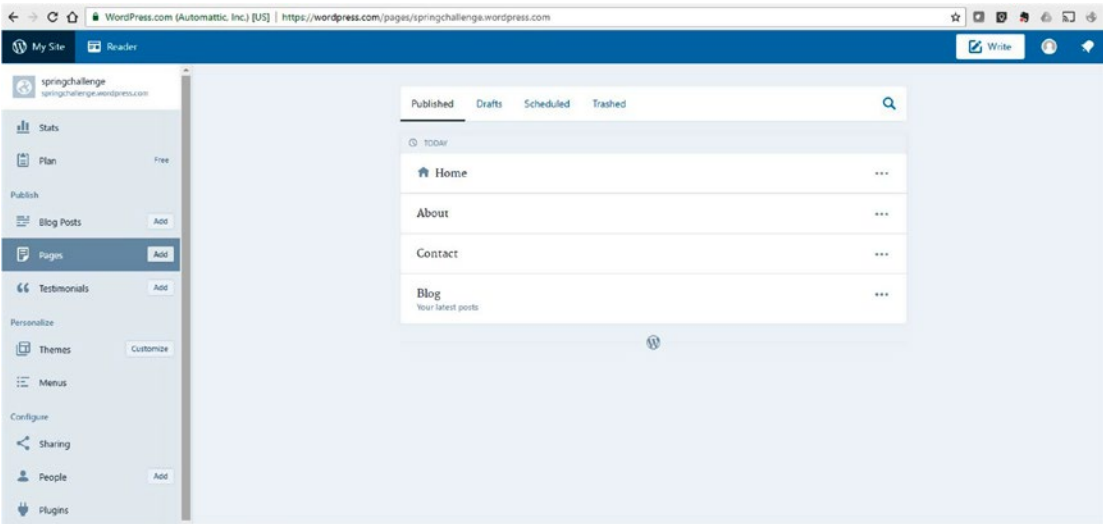 WordPress.com (Automattic, Inc.) [US] | https://wordpress.com/pages/springchallenge.wordpress.com
My Site Reader Write
springchallenge
springchallenge.wordpress.com
Stats
Plan Free
Publish
Blog Posts Add
Pages Add
Testimonials Add
Personalize
Themes Customize
Menus
Configure
Sharing
People Add
Plugins
Published Drafts Scheduled Trashed
TODAY
Home
About
Contact
Blog
Your latest posts